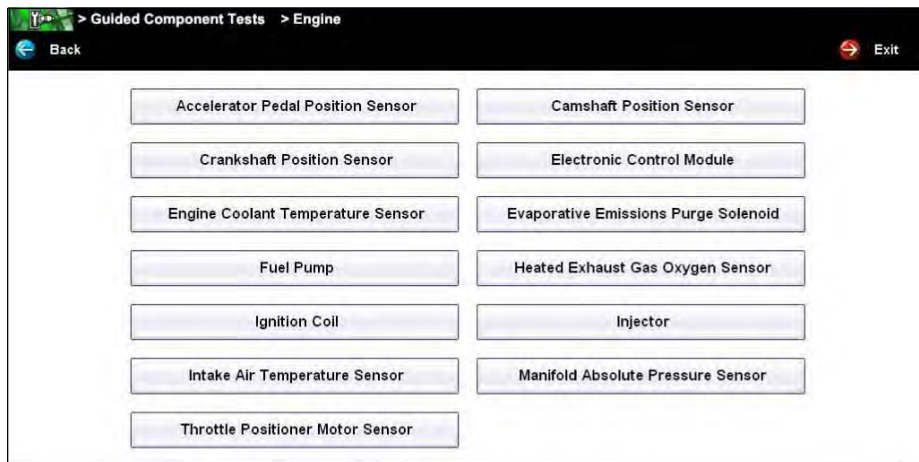 > Guided Component Tests > Engine
Back Exit
Accelerator Pedal Position Sensor Camshaft Position Sensor
Crankshaft Position Sensor Electronic Control Module
Engine Coolant Temperature Sensor Evaporative Emissions Purge Solenoid
Fuel Pump Heated Exhaust Gas Oxygen Sensor
Ignition Coil Injector
Intake Air Temperature Sensor Manifold Absolute Pressure Sensor
Throttle Positioner Motor Sensor